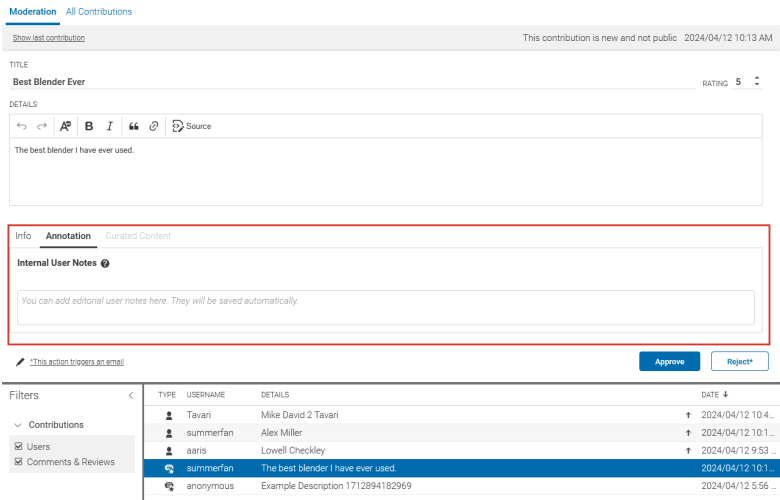 Moderation All Contributions
Show last contribution This contribution is new and not public 2024/04/12 10:13 AM
TITLE
Best Blender Ever RATING 5
DETAILS
B I Source
The best blender I have ever used.
Info Annotation Curated Content
Internal User Notes
You can add editorial user notes here. They will be saved automatically.
*This action triggers an email Approve Reject*
Filters TYPE USERNAME DETAILS DATE
Tavari Mike David 2 Tavari 2024/04/12 10:4...
Contributions summerfan Alex Miller 2024/04/12 10:1...
Users aaris Lowell Checkley 2024/04/12 9:53 ...
Comments & Reviews summerfan The best blender I have ever used. 2024/04/12 10:1...
anonymous Example Description 1712894182969 2024/04/12 5:56 ...